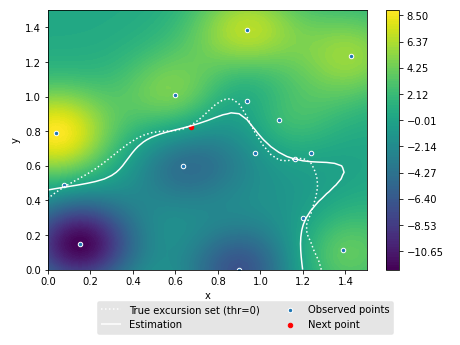 1.4
1.2
1.0
0.8
0.6
0.4
0.2
0.0
y
0.0 0.2 0.4 0.6 0.8 1.0 1.2 1.4
x
8.50
6.37
4.25
2.12
−0.01
−2.14
−4.27
−6.40
−8.53
−10.65
True excursion set (thr=0)
Estimation
Observed points
Next point